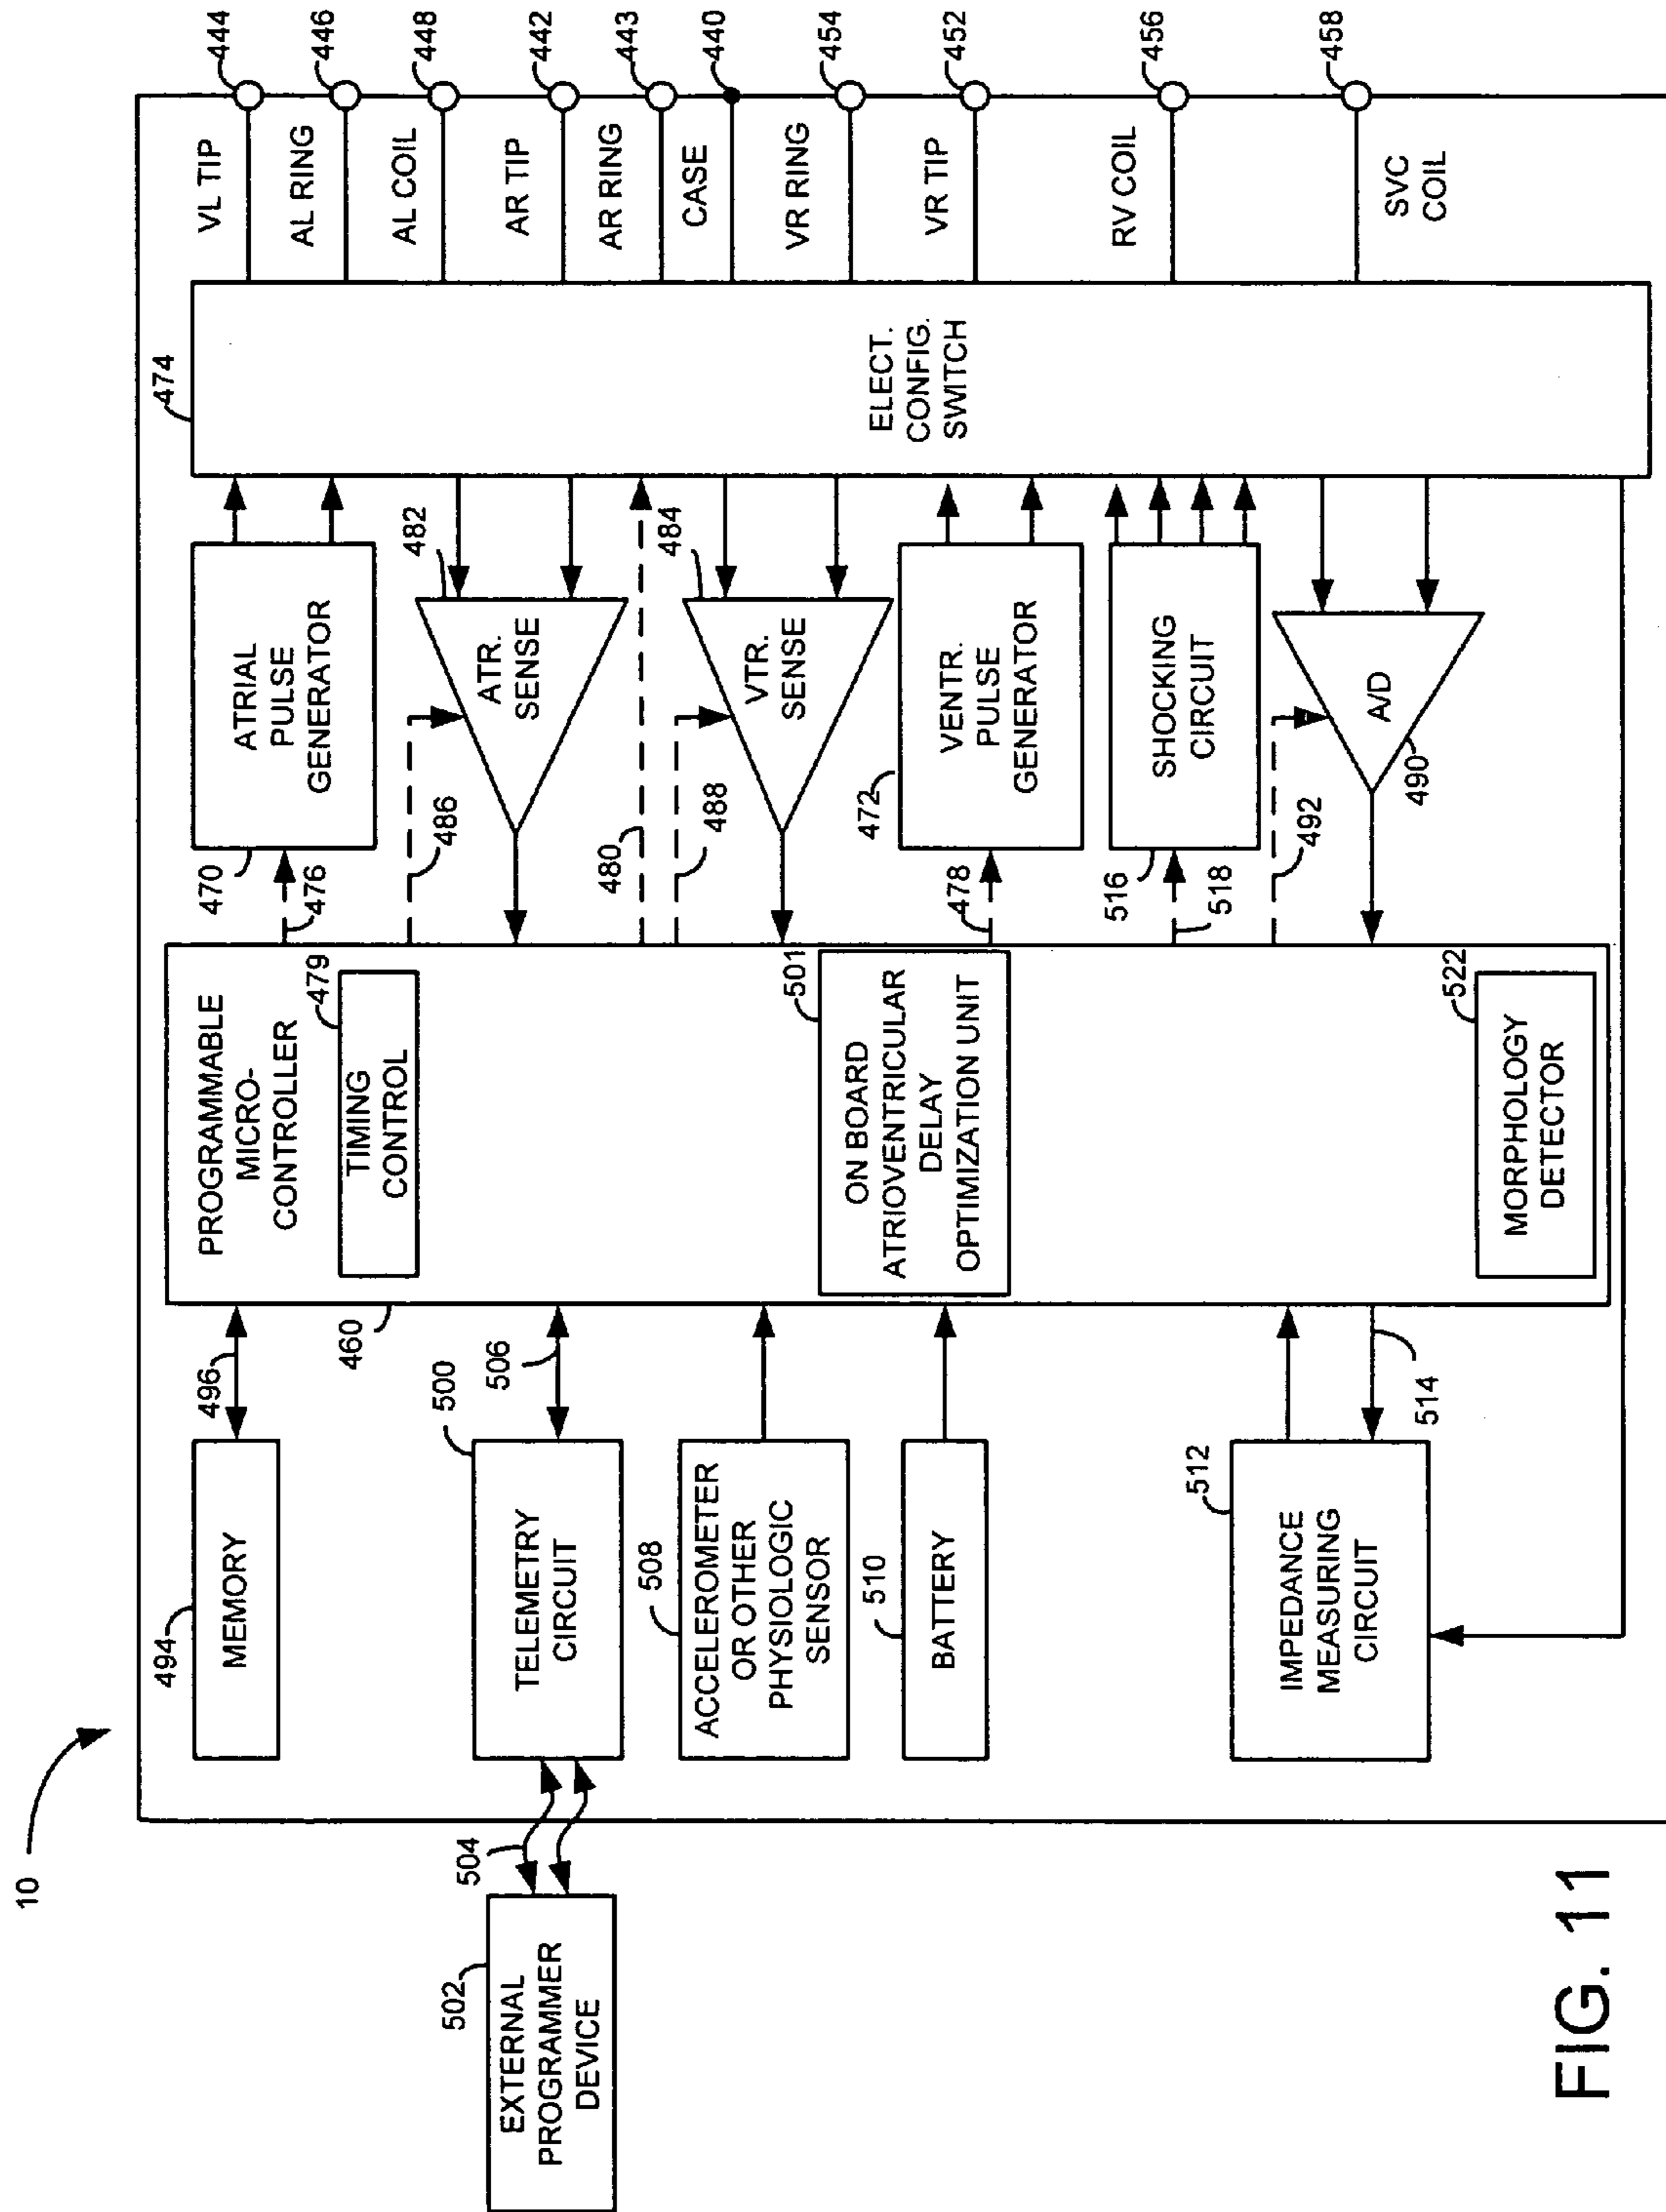 10
444
446
448
442
443
440
454
452
456
458
VL TIP
AL RING
AL COIL
AR TIP
AR RING
CASE
VR RING
VR TIP
RV COIL
SVC
COIL
474
ELECT.
CONFIG.
SWITCH
ATRIAL
PULSE
GENERATOR
470
476
482
ATR.
SENSE
486
480
484
VTR.
SENSE
488
VENTR.
PULSE
GENERATOR
472
478
SHOCKING
CIRCUIT
516
518
A/D
490
492
PROGRAMMABLE
MICRO-
CONTROLLER
479
TIMING
CONTROL
460
501
ON BOARD
ATRIOVENTRICULAR
DELAY
OPTIMIZATION UNIT
522
MORPHOLOGY
DETECTOR
496
494
MEMORY
500
506
TELEMETRY
CIRCUIT
508
ACCELEROMETER
OR OTHER
PHYSIOLOGIC
SENSOR
510
BATTERY
512
514
IMPEDANCE
MEASURING
CIRCUIT
504
502
EXTERNAL
PROGRAMMER
DEVICE
FIG. 11